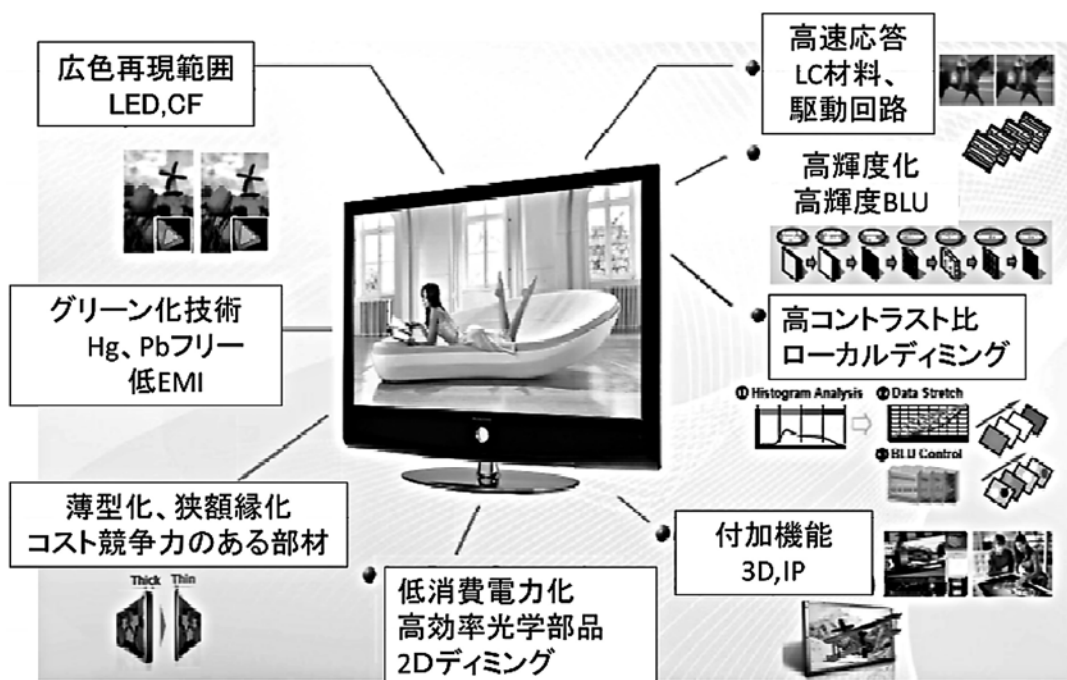 広色再現範囲
LED,CF
高速応答
LC材料、
駆動回路
高輝度化
高輝度BLU
グリーン化技術
Hg、Pbフリー
低EMI
高コントラスト比
ローカルディミング
① Histogram Analysis
② Data Stretch
③ BLU Control
薄型化、狭額縁化
コスト競争力のある部材
Thick
Thin
低消費電力化
高効率光学部品
2Dディミング
付加機能
3D,IP